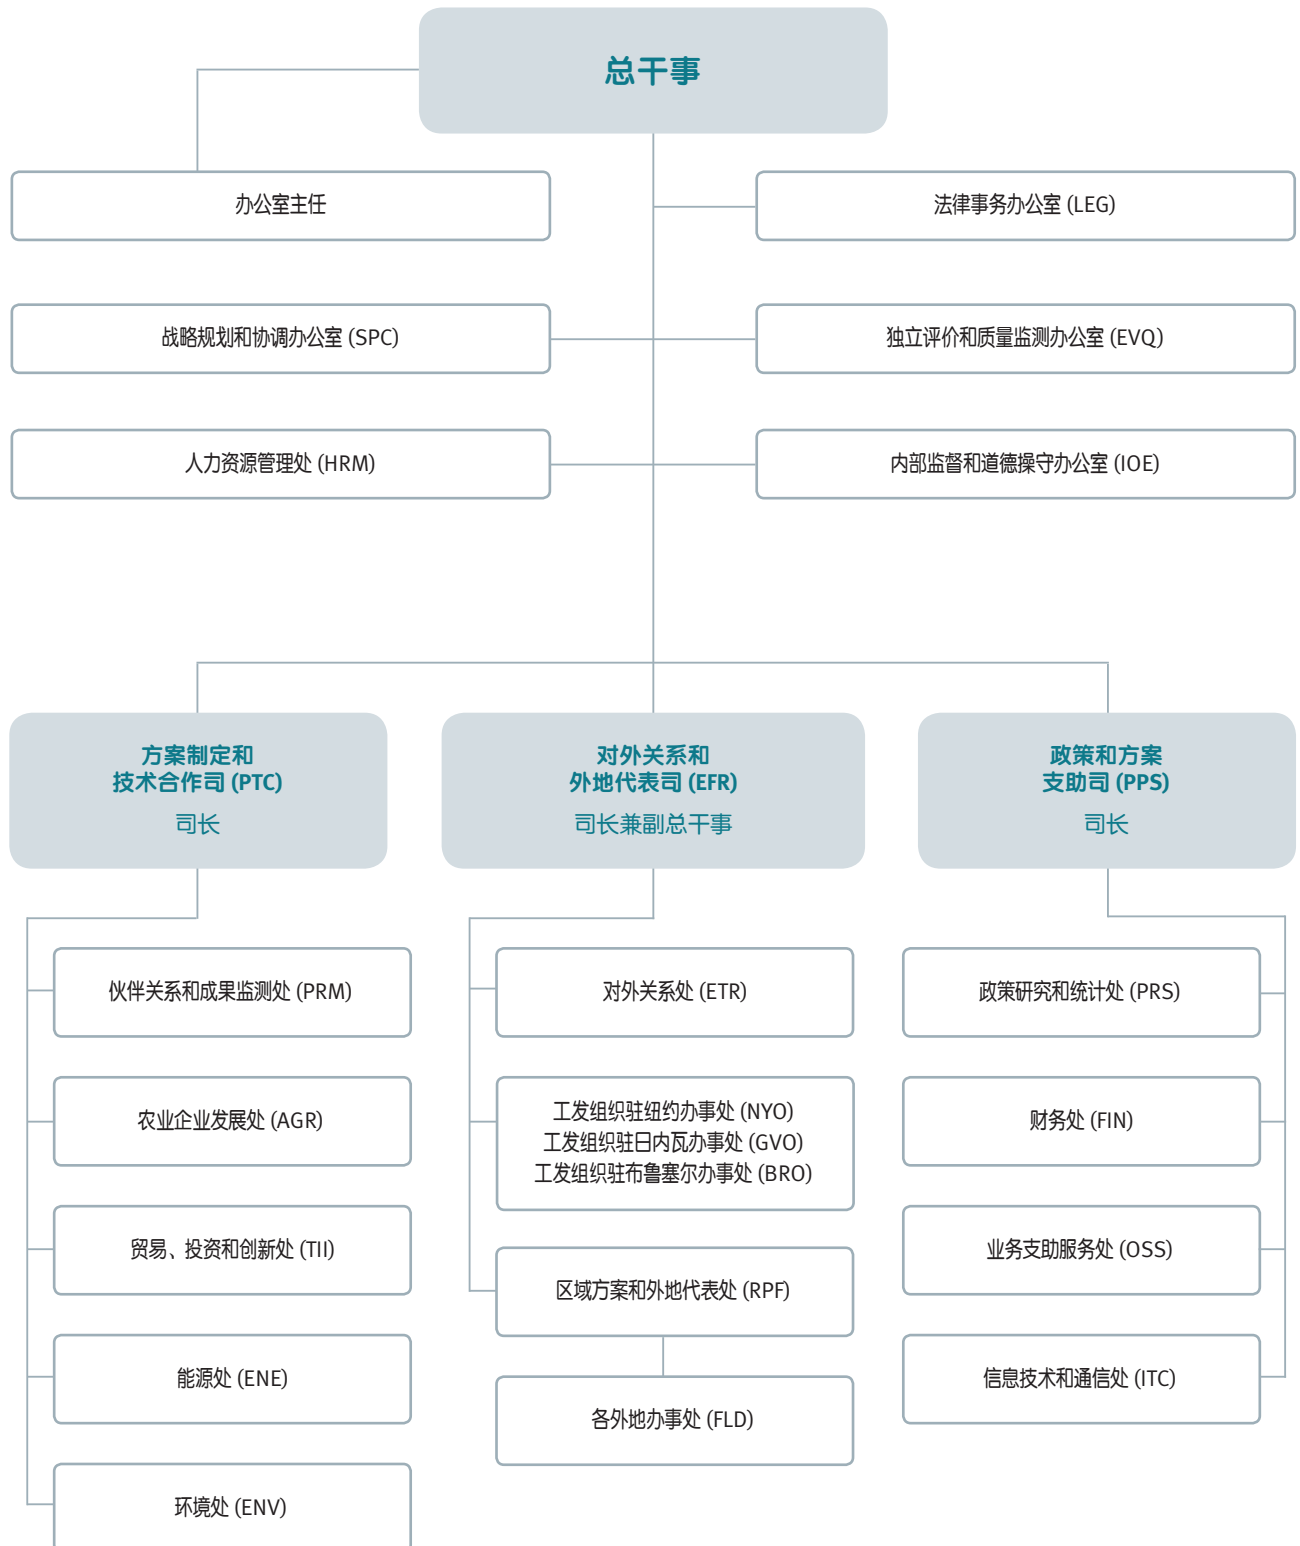 总干事
办公室主任
法律事务办公室 (LEG)
战略规划和协调办公室 (SPC)
独立评价和质量监测办公室 (EVQ)
人力资源管理处 (HRM)
内部监督和道德操守办公室 (IOE)
方案制定和
技术合作司 (PTC)
司长
对外关系和
外地代表司 (EFR)
司长兼副总干事
政策和方案
支助司 (PPS)
司长
伙伴关系和成果监测处 (PRM)
农业企业发展处 (AGR)
贸易、投资和创新处 (TII)
能源处 (ENE)
环境处 (ENV)
对外关系处 (ETR)
工发组织驻纽约办事处 (NYO)
工发组织驻日内瓦办事处 (GVO)
工发组织驻布鲁塞尔办事处 (BRO)
区域方案和外地代表处 (RPF)
各外地办事处 (FLD)
政策研究和统计处 (PRS)
财务处 (FIN)
业务支助服务处 (OSS)
信息技术和通信处 (ITC)